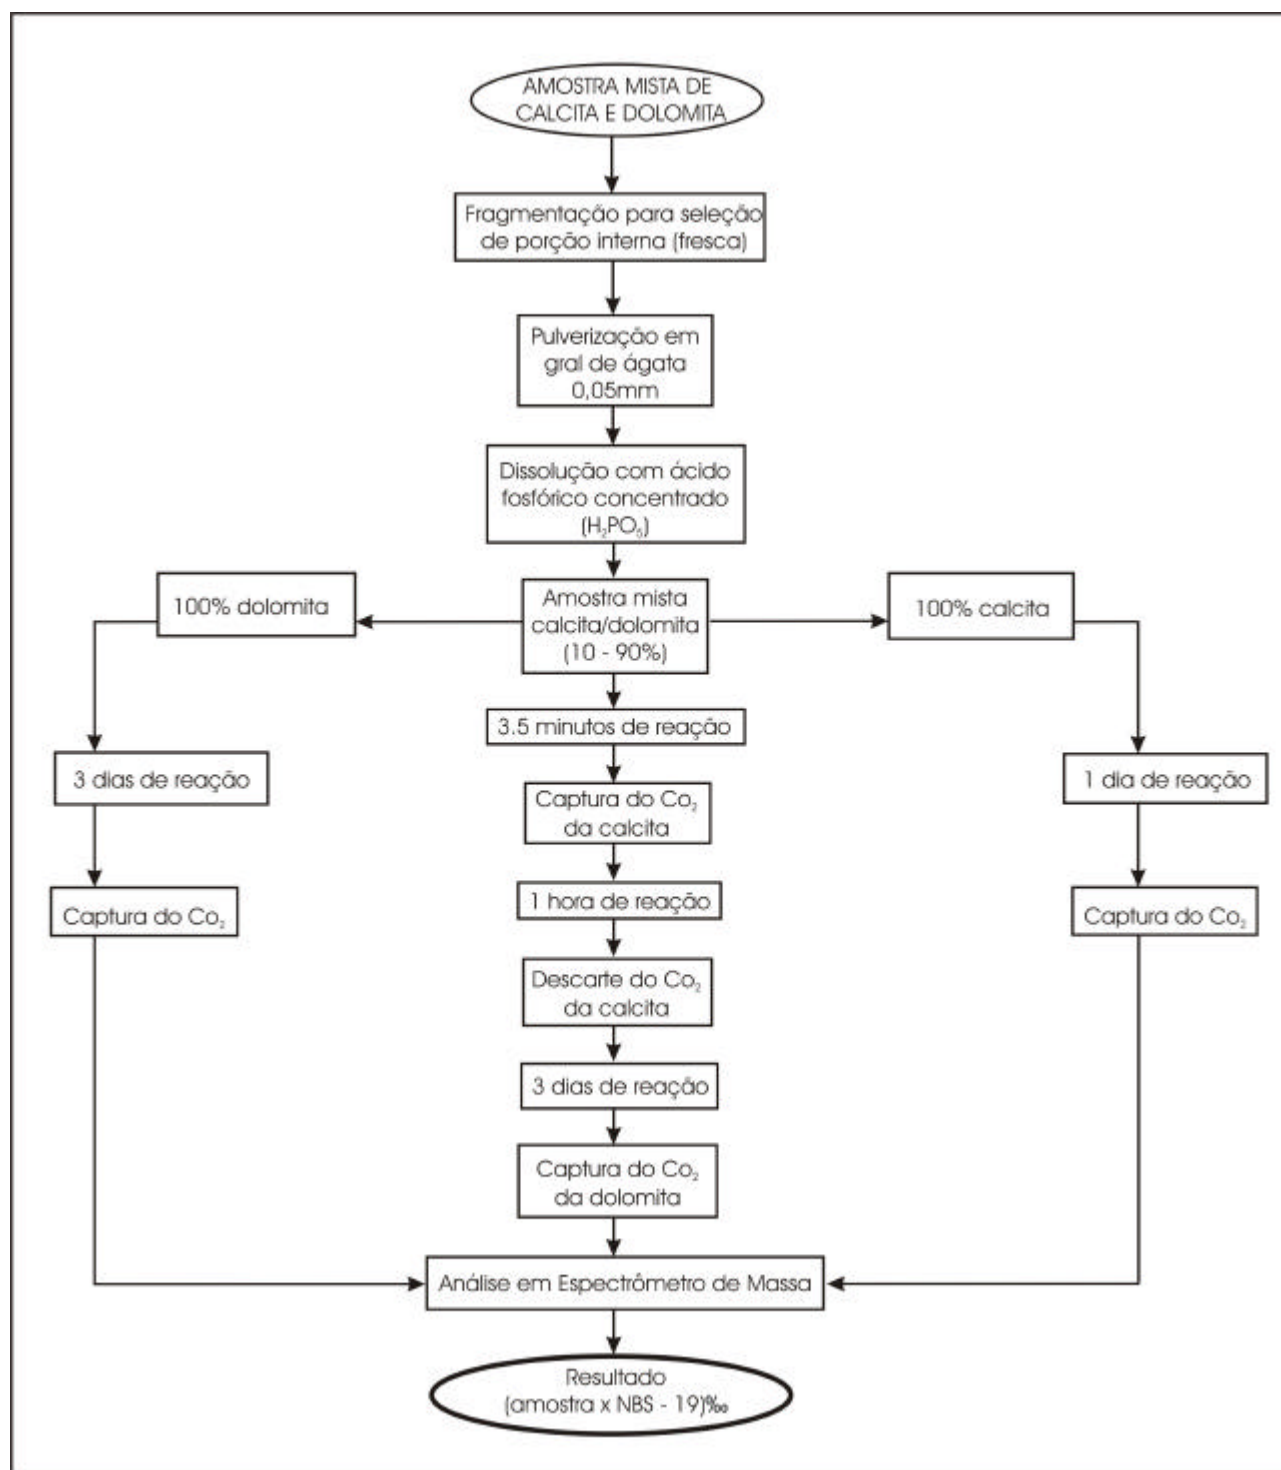 AMOSTRA MISTA DE
CALCITA E DOLOMITA
Fragmentação para seleção
de porção interna (fresca)
Pulverização em
gral de ágata
0,05mm
Dissolução com ácido
fosfórico concentrado
(H₂PO₅)
100% dolomita
Amostra mista
calcita/dolomita
(10 - 90%)
100% calcita
3.5 minutos de reação
3 dias de reação
1 dia de reação
Captura do Co₂
da calcita
1 hora de reação
Captura do Co₂
Captura do Co₂
Descarte do Co₂
da calcita
3 dias de reação
Captura do Co₂
da dolomita
Análise em Espectrômetro de Massa
Resultado
(amostra x NBS - 19)‰